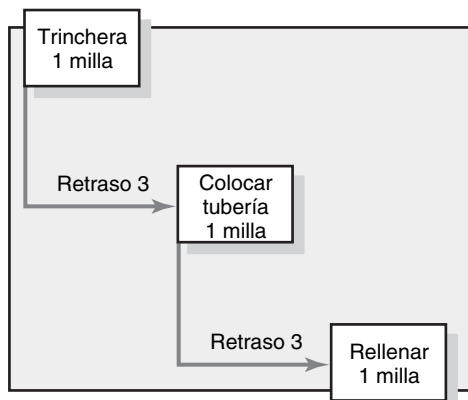 Trinchera
1 milla
Retraso 3
Colocar
tubería
1 milla
Retraso 3
Rellenar
1 milla